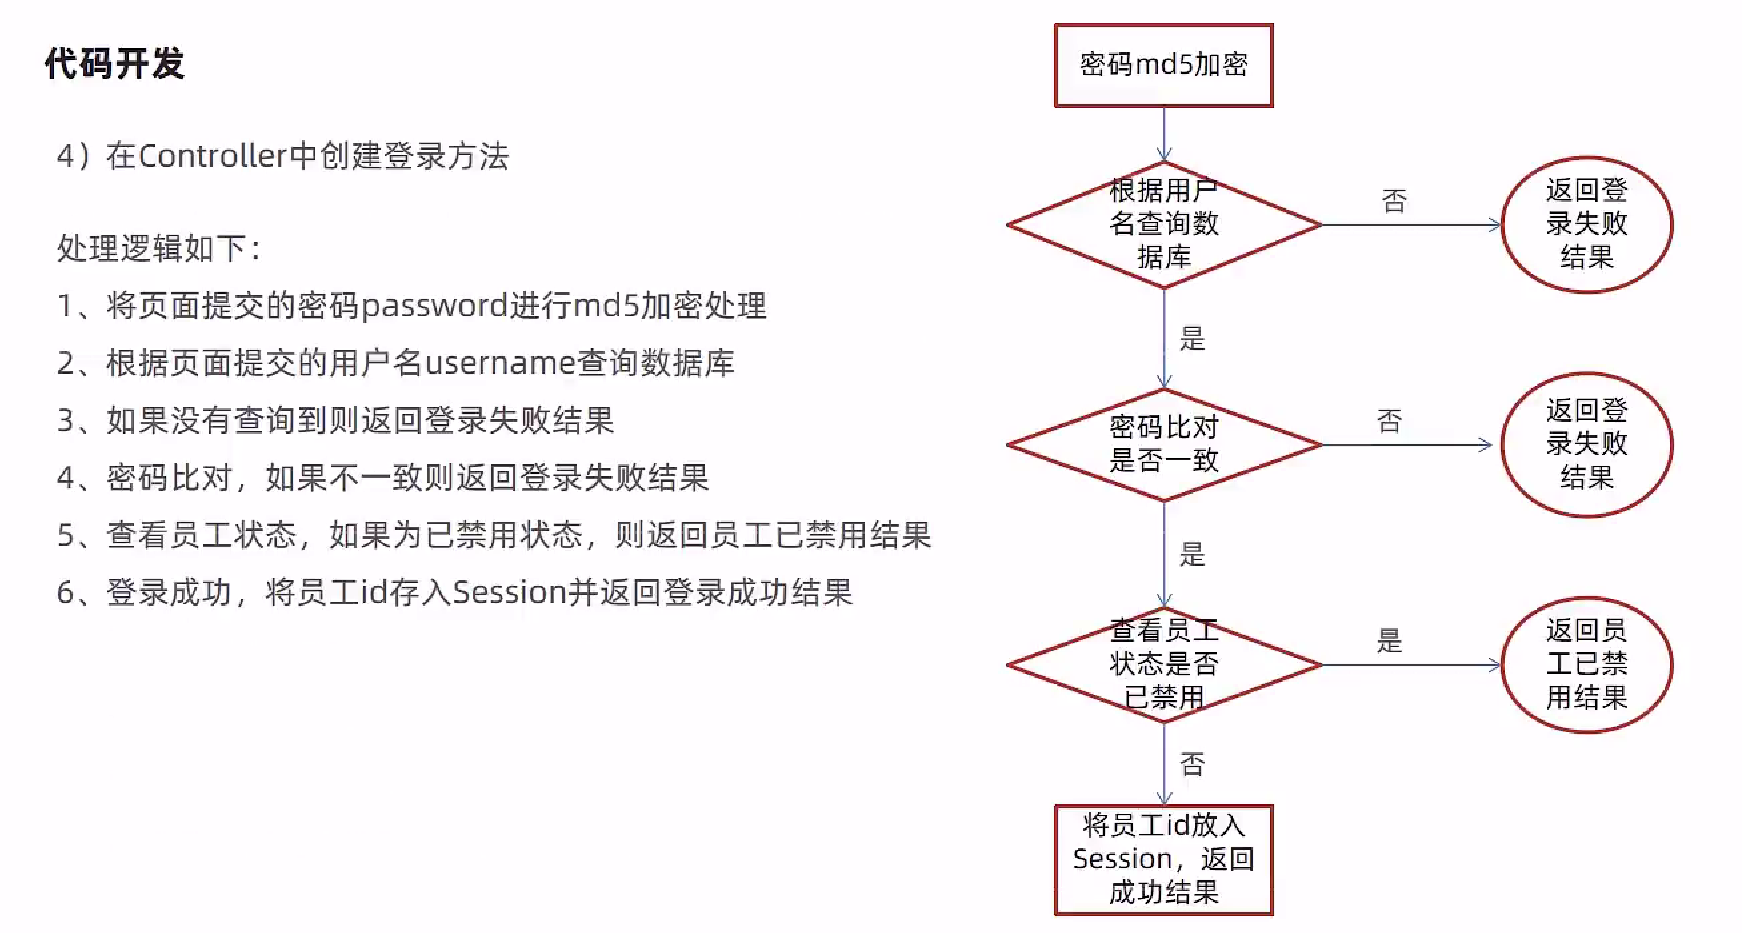 代码开发
4）在Controller中创建登录方法
处理逻辑如下：
1、将页面提交的密码password进行md5加密处理
2、根据页面提交的用户名username查询数据库
3、如果没有查询到则返回登录失败结果
4、密码比对，如果不一致则返回登录失败结果
5、查看员工状态，如果为已禁用状态，则返回员工已禁用结果
6、登录成功，将员工id存入Session并返回登录成功结果
密码md5加密
根据用户
名查询数
据库
否
返回登
录失败
结果
是
密码比对
是否一致
否
返回登
录失败
结果
是
查看员工
状态是否
已禁用
是
返回员
工已禁
用结果
否
将员工id放入
Session，返回
成功结果